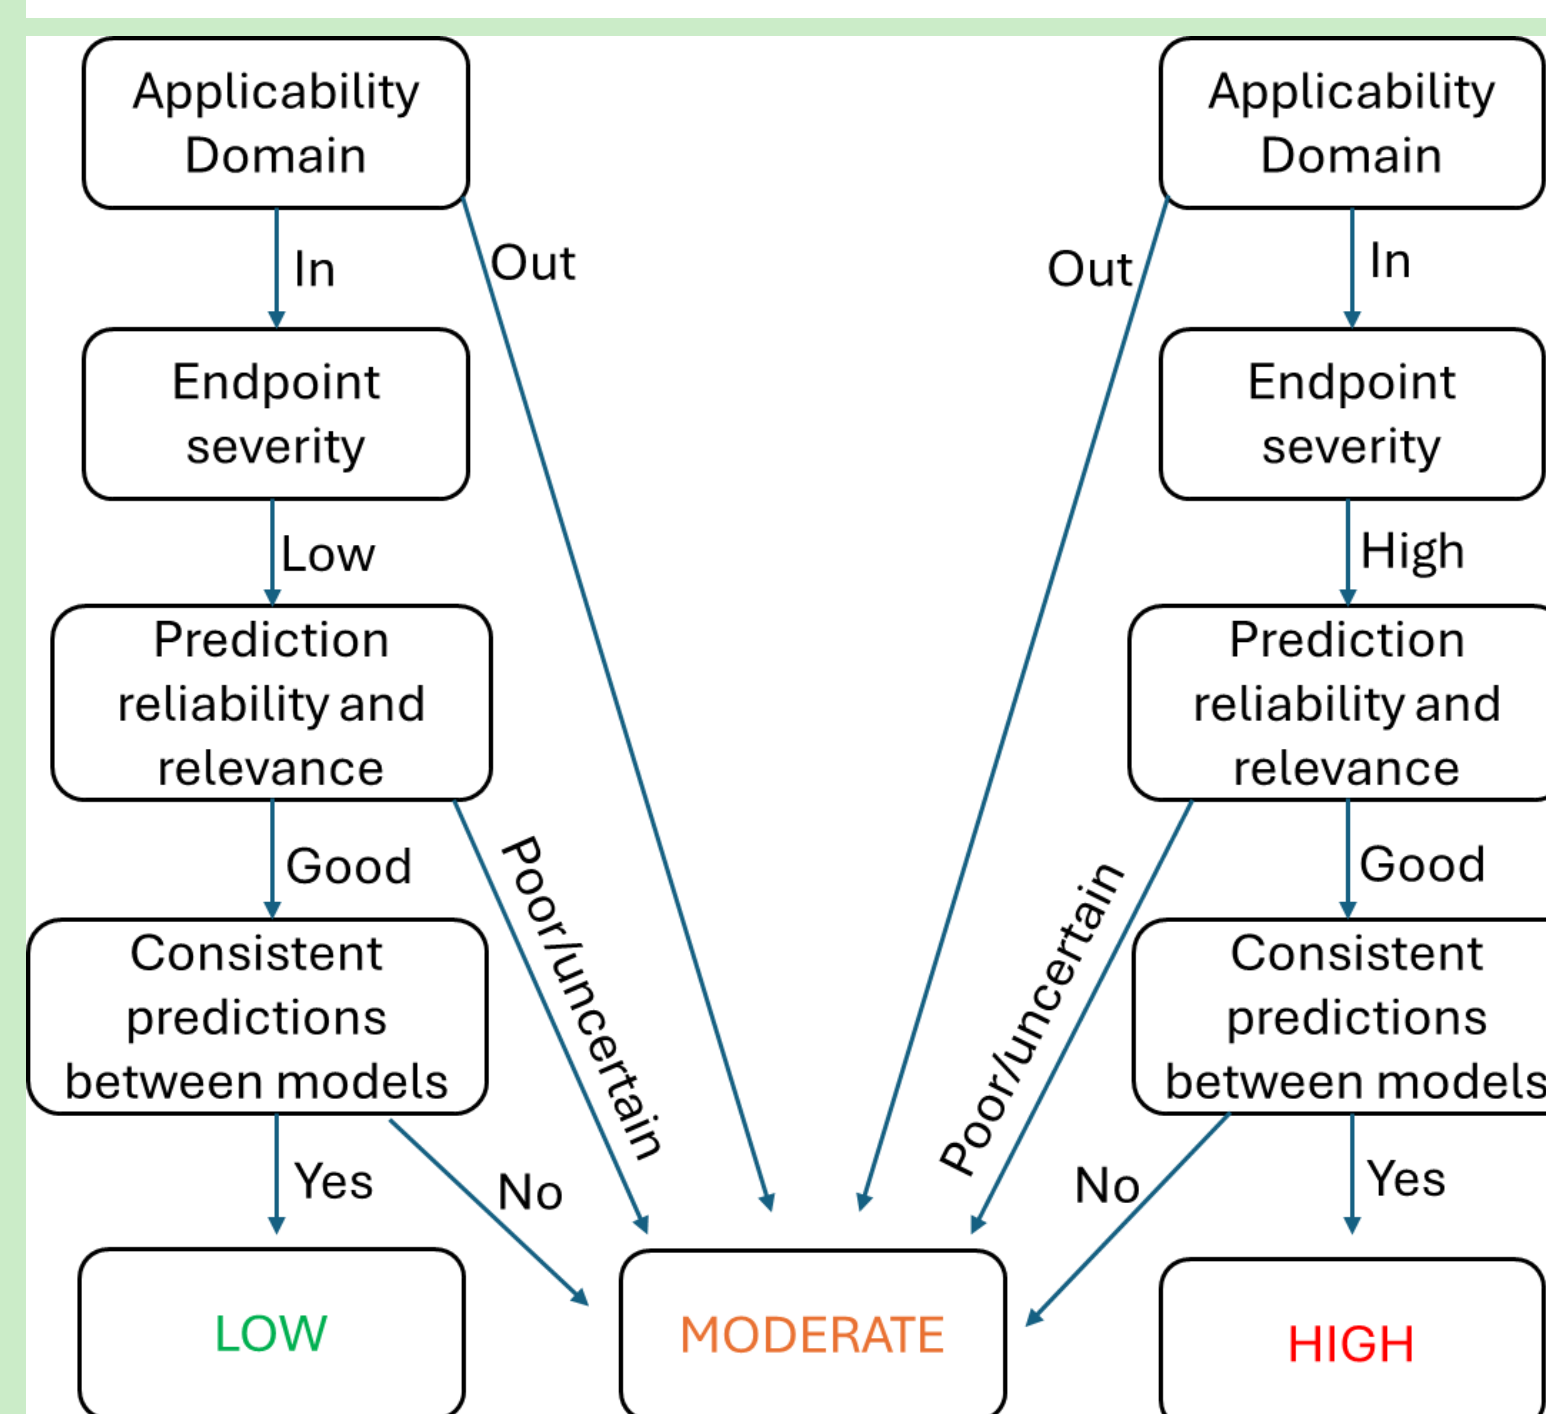 Applicability
Domain
In
Out
Endpoint
severity
Low
Prediction
reliability and
relevance
Good
Poor/uncertain
Consistent
predictions
between models
Yes
No
LOW
MODERATE
Applicability
Domain
Out
In
Endpoint
severity
High
Prediction
reliability and
relevance
Poor/uncertain
Good
Consistent
predictions
between models
No
Yes
HIGH